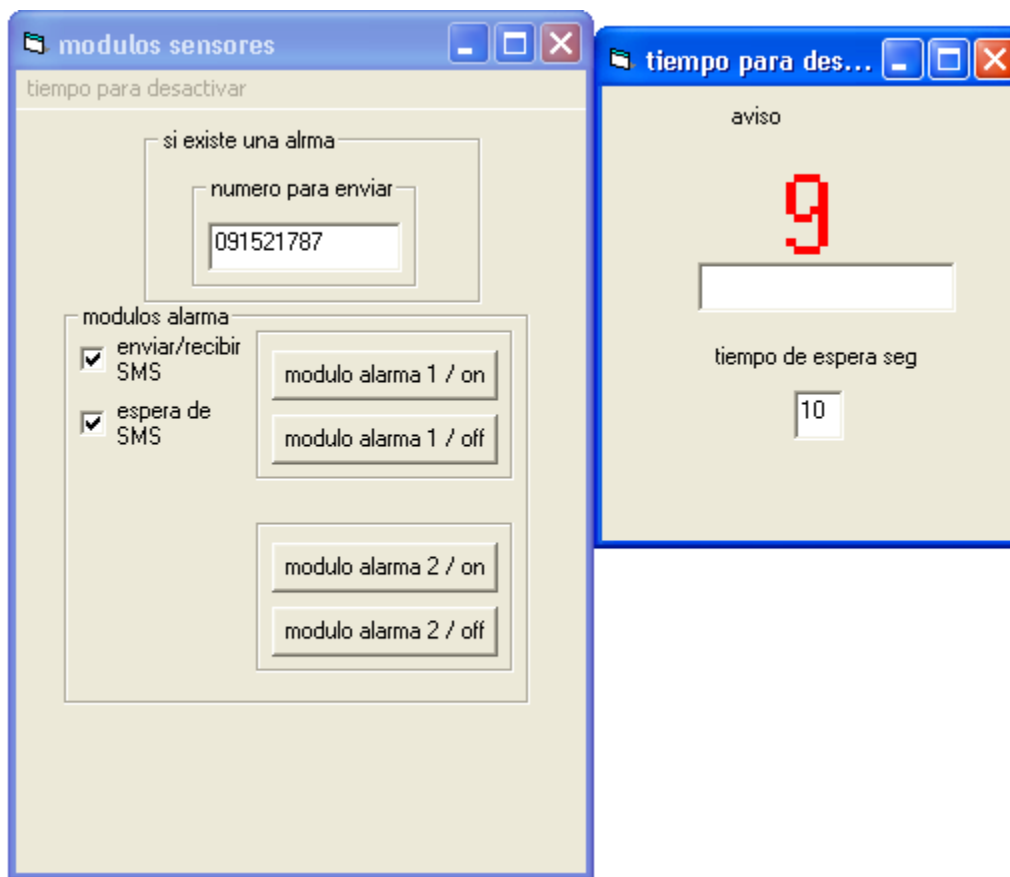 modulos sensores
tiempo para desactivar
si existe una alrma
numero para enviar
091521787
modulos alarma
enviar/recibir
SMS
espera de
SMS
modulo alarma 1 / on
modulo alarma 1 / off
modulo alarma 2 / on
modulo alarma 2 / off
tiempo para des...
aviso
9
tiempo de espera seg
10